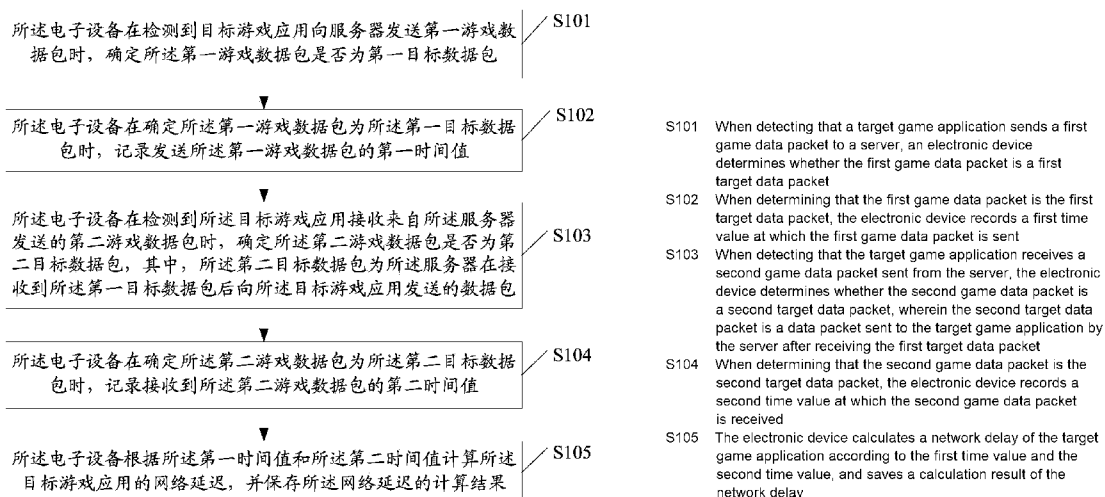 所述电子设备在检测到目标游戏应用向服务器发送第一游戏数
据包时，确定所述第一游戏数据包是否为第一目标数据包
S101
所述电子设备在确定所述第一游戏数据包为所述第一目标数据
包时，记录发送所述第一游戏数据包的第一时间值
S102
所述电子设备在检测到所述目标游戏应用接收来自所述服务器
发送的第二游戏数据包时，确定所述第二游戏数据包是否为第
二目标数据包，其中，所述第二目标数据包为所述服务器在接
收到所述第一目标数据包后向所述目标游戏应用发送的数据包
S103
所述电子设备在确定所述第二游戏数据包为所述第二目标数据
包时，记录接收到所述第二游戏数据包的第二时间值
S104
所述电子设备根据所述第一时间值和所述第二时间值计算所述
目标游戏应用的网络延迟，并保存所述网络延迟的计算结果
S105
S101 When detecting that a target game application sends a first
game data packet to a server, an electronic device
determines whether the first game data packet is a first
target data packet
S102 When determining that the first game data packet is the first
target data packet, the electronic device records a first time
value at which the first game data packet is sent
S103 When detecting that the target game application receives a
second game data packet sent from the server, the electronic
device determines whether the second game data packet is
a second target data packet, wherein the second target data
packet is a data packet sent to the target game application by
the server after receiving the first target data packet
S104 When determining that the second game data packet is the
second target data packet, the electronic device records a
second time value at which the second game data packet
is received
S105 The electronic device calculates a network delay of the target
game application according to the first time value and the
second time value, and saves a calculation result of the
network delay